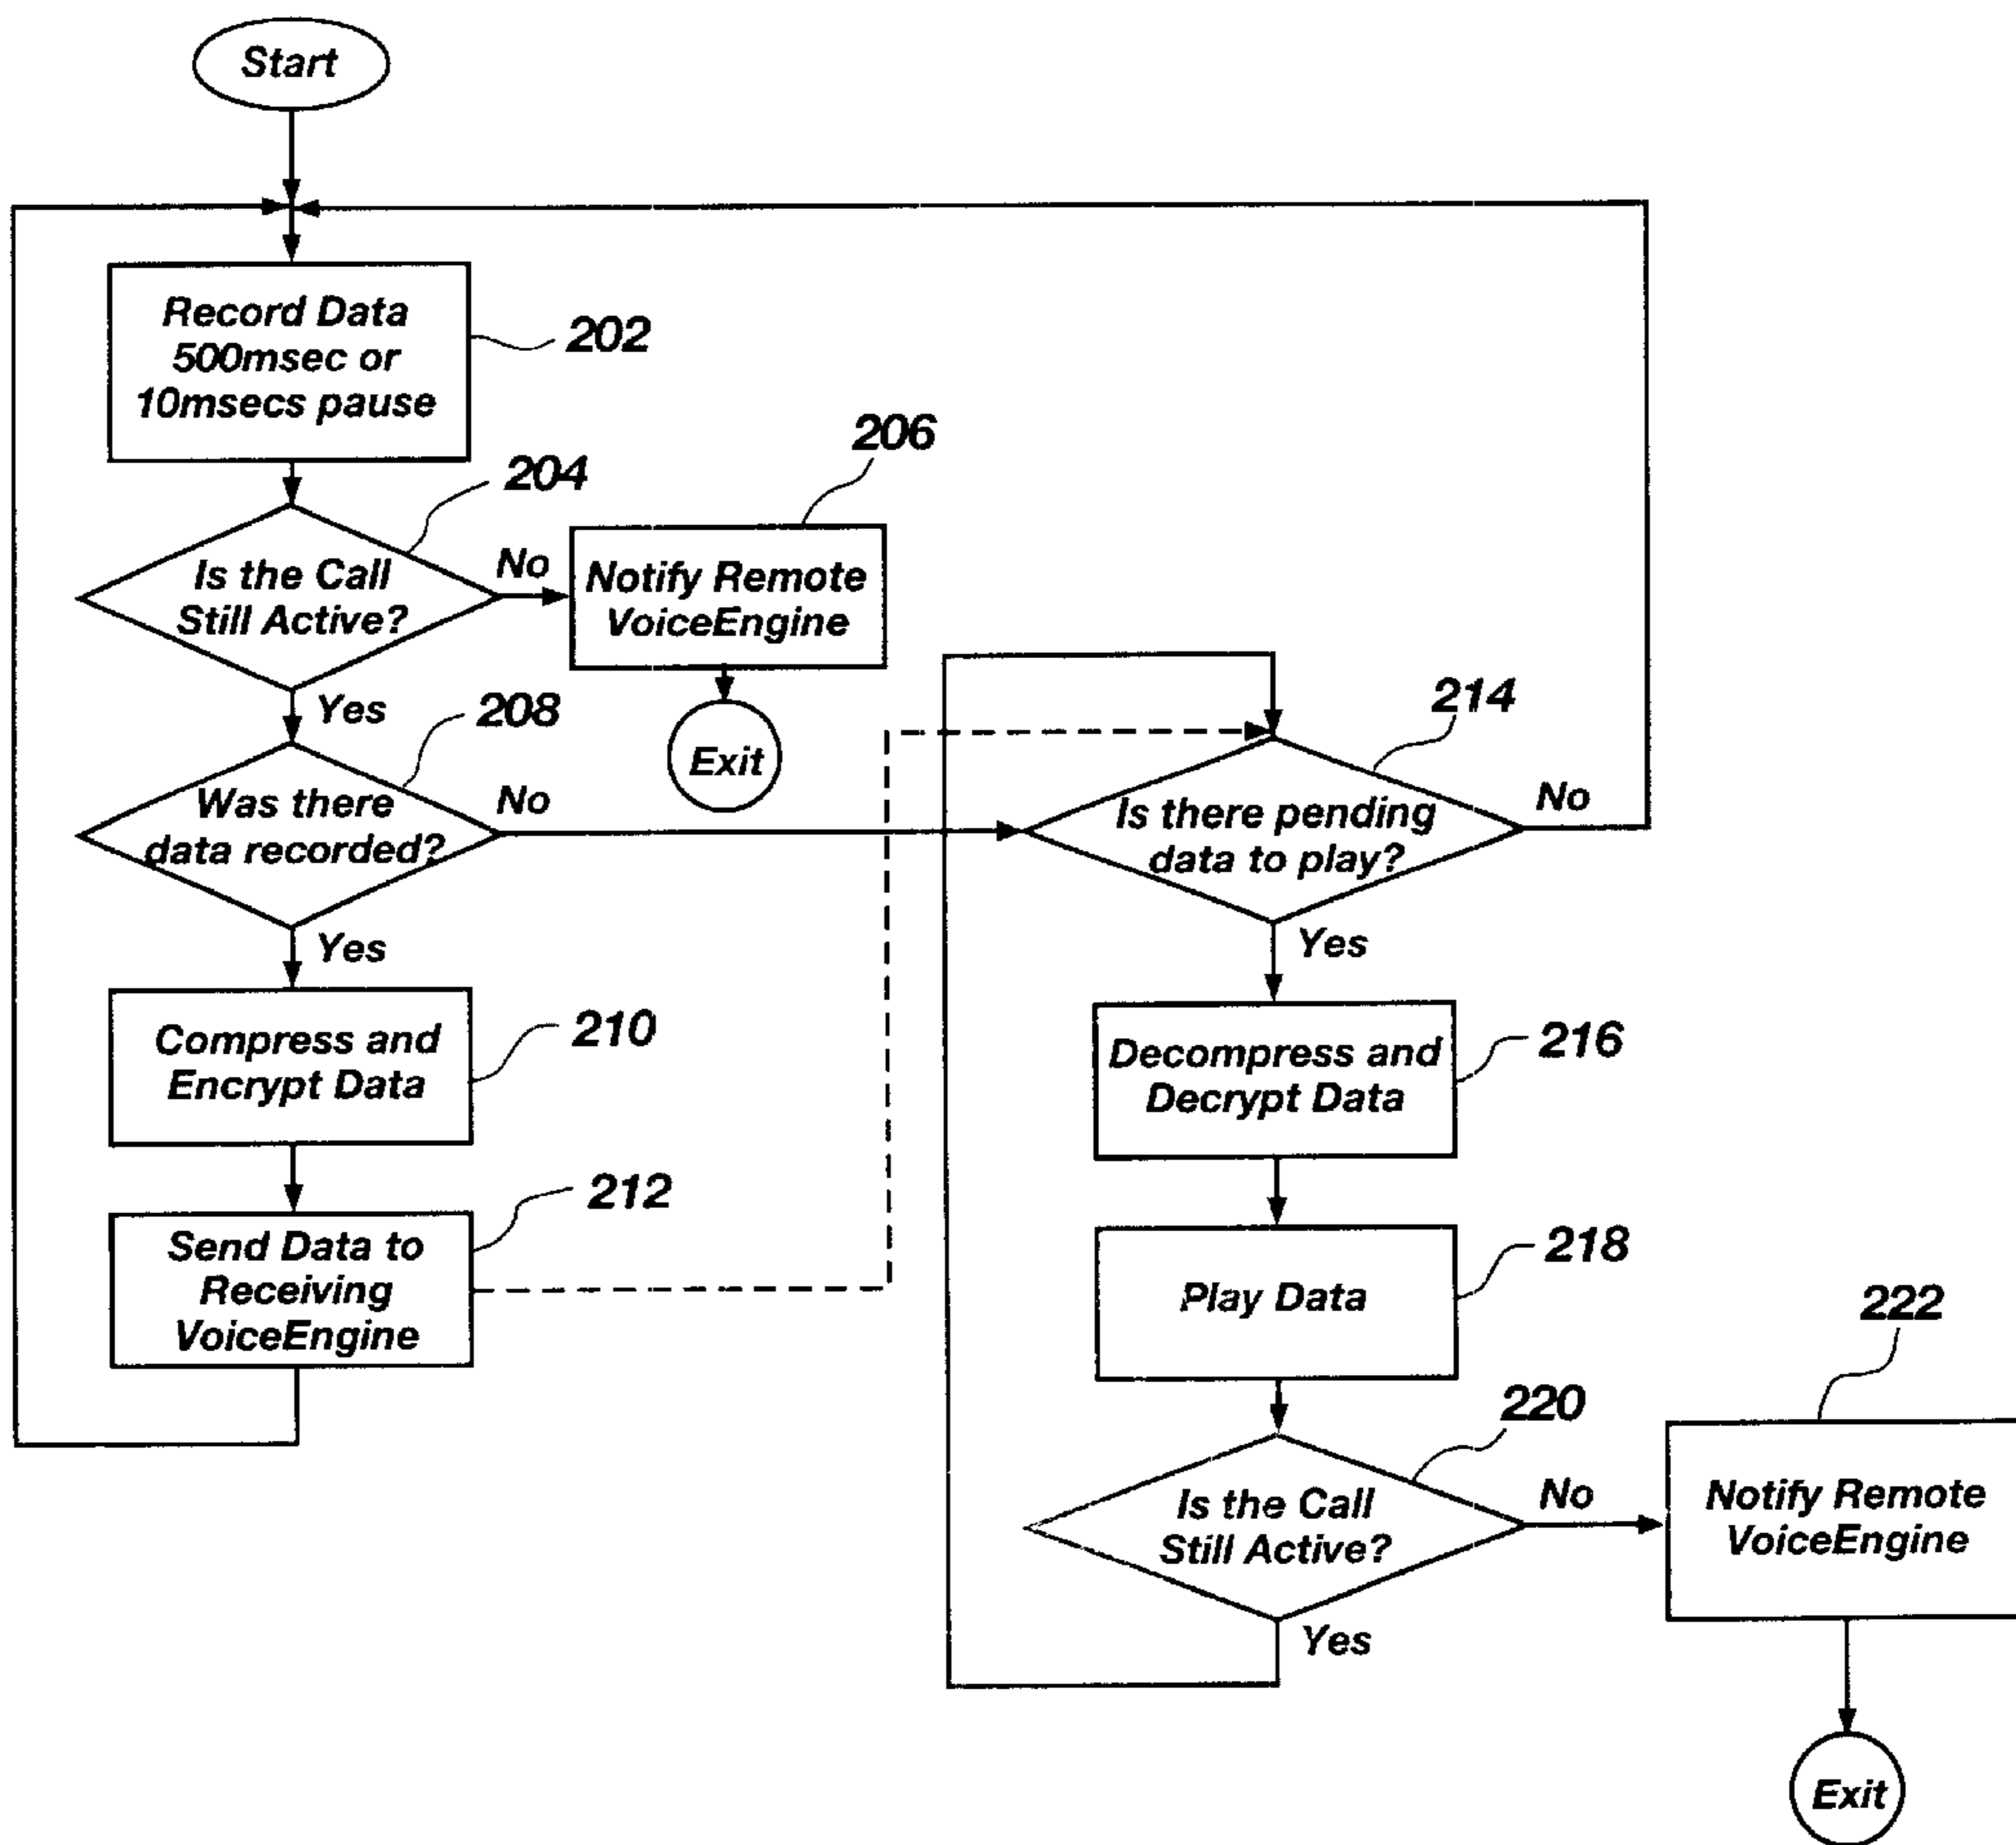 Start
Record Data
500msec or
10msecs pause
202
204
206
Is the Call
Still Active?
No
Notify Remote
VoiceEngine
Yes
Exit
208
Was there
data recorded?
No
214
Is there pending
data to play?
No
Yes
Yes
Compress and
Encrypt Data
210
Decompress and
Decrypt Data
216
212
Send Data to
Receiving
VoiceEngine
Play Data
218
220
222
Is the Call
Still Active?
No
Notify Remote
VoiceEngine
Yes
Exit